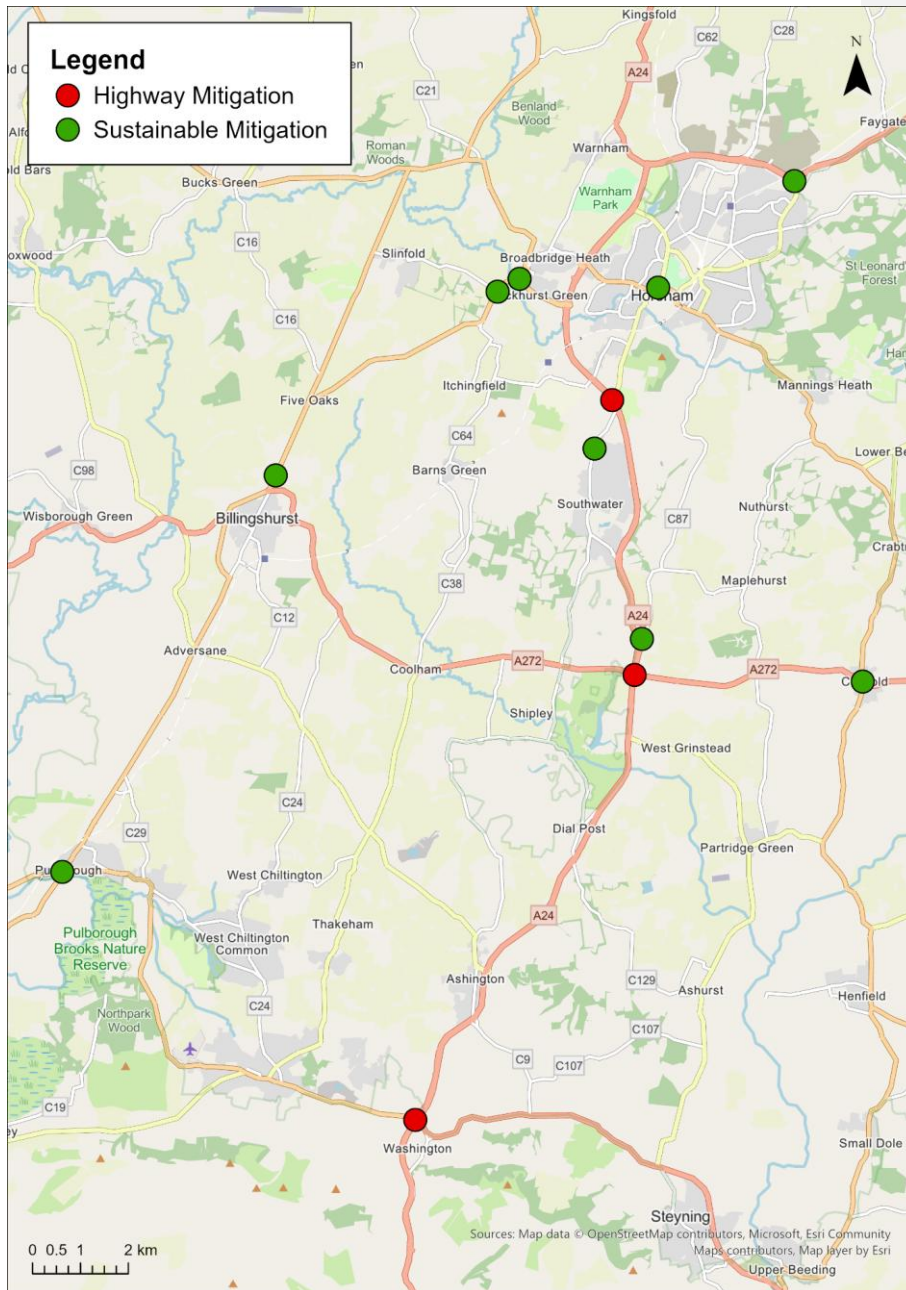 Legend
Highway Mitigation
Sustainable Mitigation
N
Kingsfold
C62
C28
A24
C21
Benland
Wood
Faygate
Warnham
Roman
Woods
Bucks Green
Warnham
Park
C16
Slinfold
Broadbridge Heath
St Leonard's
Forest
C16
Itchingfield
Mannings Heath
Five Oaks
C64
Barns Green
C98
Lower
Southwater
Nuthurst
Wisborough Green
Billingshurst
C87
C38
Maplehurst
C12
A24
Adversane
Coolham
A272
A272
Shipley
West Grinstead
C24
Dial Post
C29
Partridge Green
West Chiltington
Thakeham
A24
Pulborough
Brooks Nature
Reserve
West Chiltington
Common
Ashington
C129
Ashurst
Henfield
Northpark
Wood
C24
C107
C9
C107
C19
Washington
Small Dole
Steyning
Sources: Map data © OpenStreetMap contributors, Microsoft, Esri Community
Maps contributors, Map layer by Esri
0 0.5 1 2 km
Upper Beeding